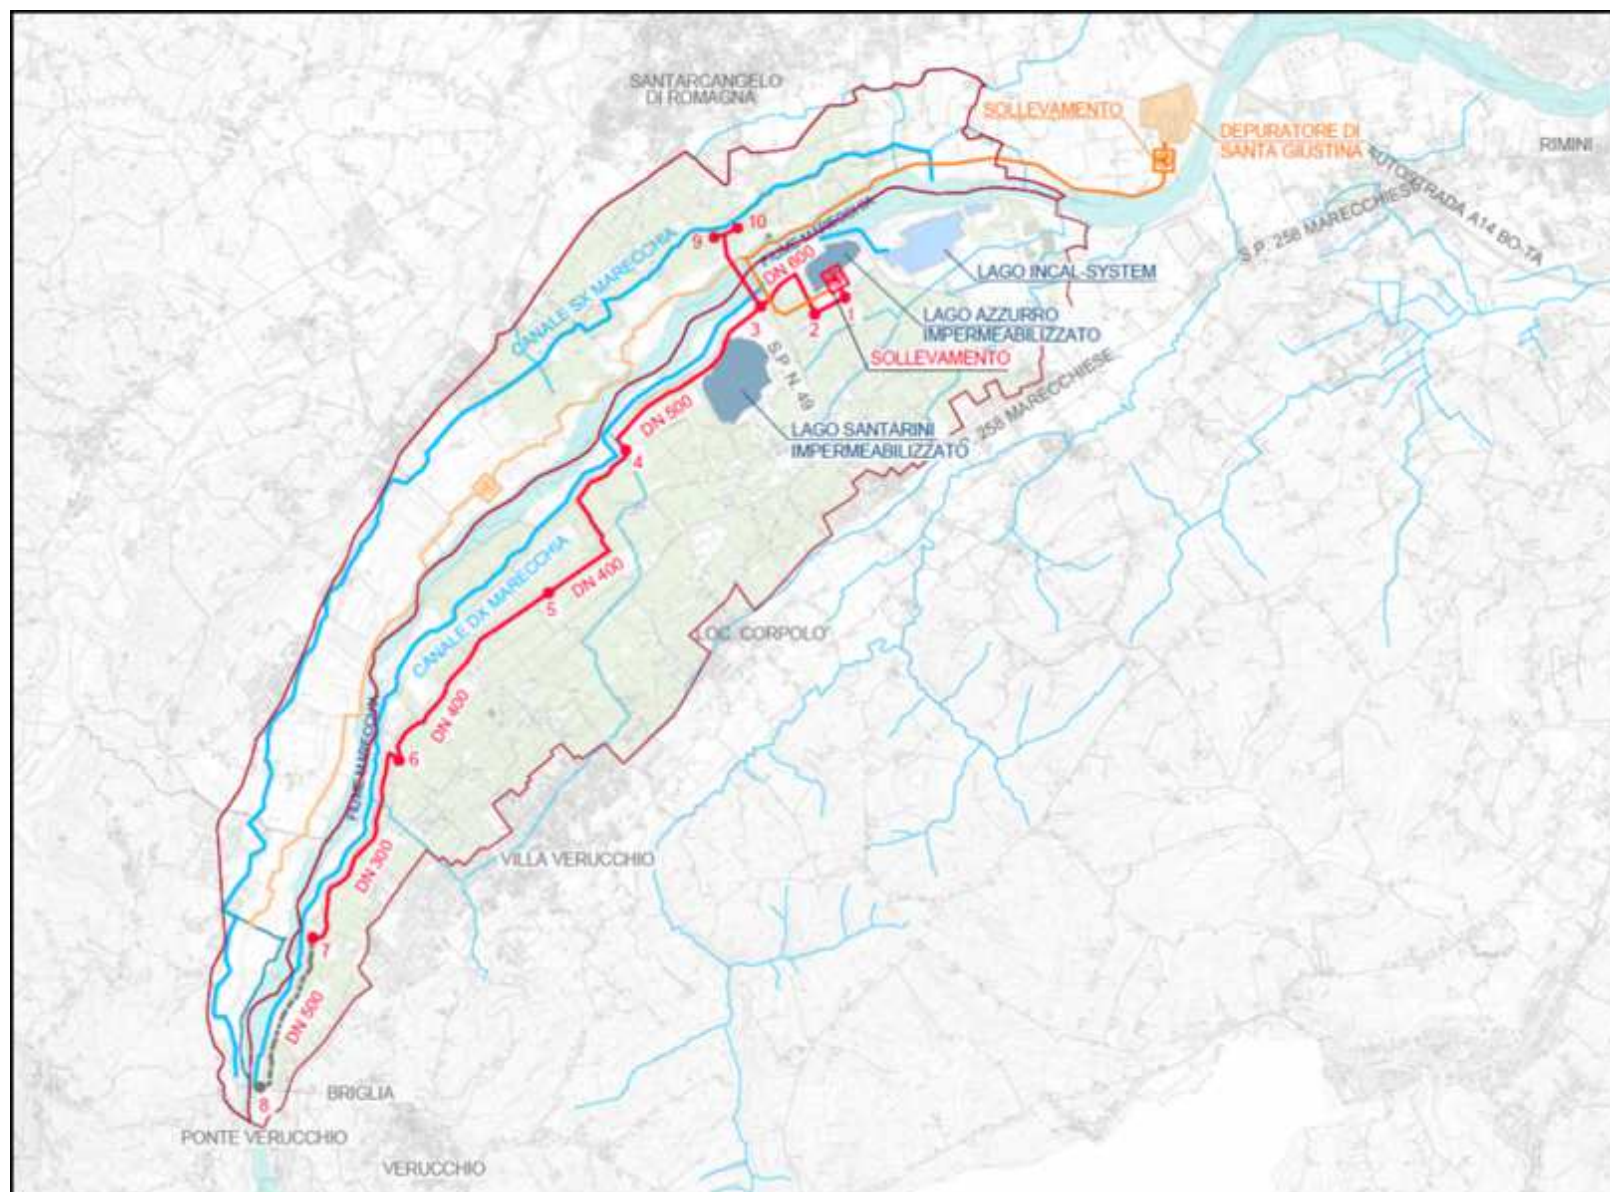 SANTARCANGELO
DI ROMAGNA
SOLLEVAMENTO
DEPURATORE DI
SANTA GIUSTINA
RIMINI
AUTOSTRADA A14 BO-TA
S.P. 258 MARECCHIESE
10
9
CANALE SX MARECCHIA
FIUME MARECCHIA
DN 600
LAGO INCAL-SYSTEM
1
2
3
LAGO AZZURRO
IMPERMEABILIZZATO
SOLLEVAMENTO
S.P. N. 49
258 MARECCHIESE
DN 500
LAGO SANTARINI
IMPERMEABILIZZATO
4
CANALE DX MARECCHIA
DN 400
5
LOC. CORPOLO'
DN 400
6
FIUME MARECCHIA
DN 300
VILLA VERUCCHIO
7
DN 500
8
BRIGLIA
PONTE VERUCCHIO
VERUCCHIO